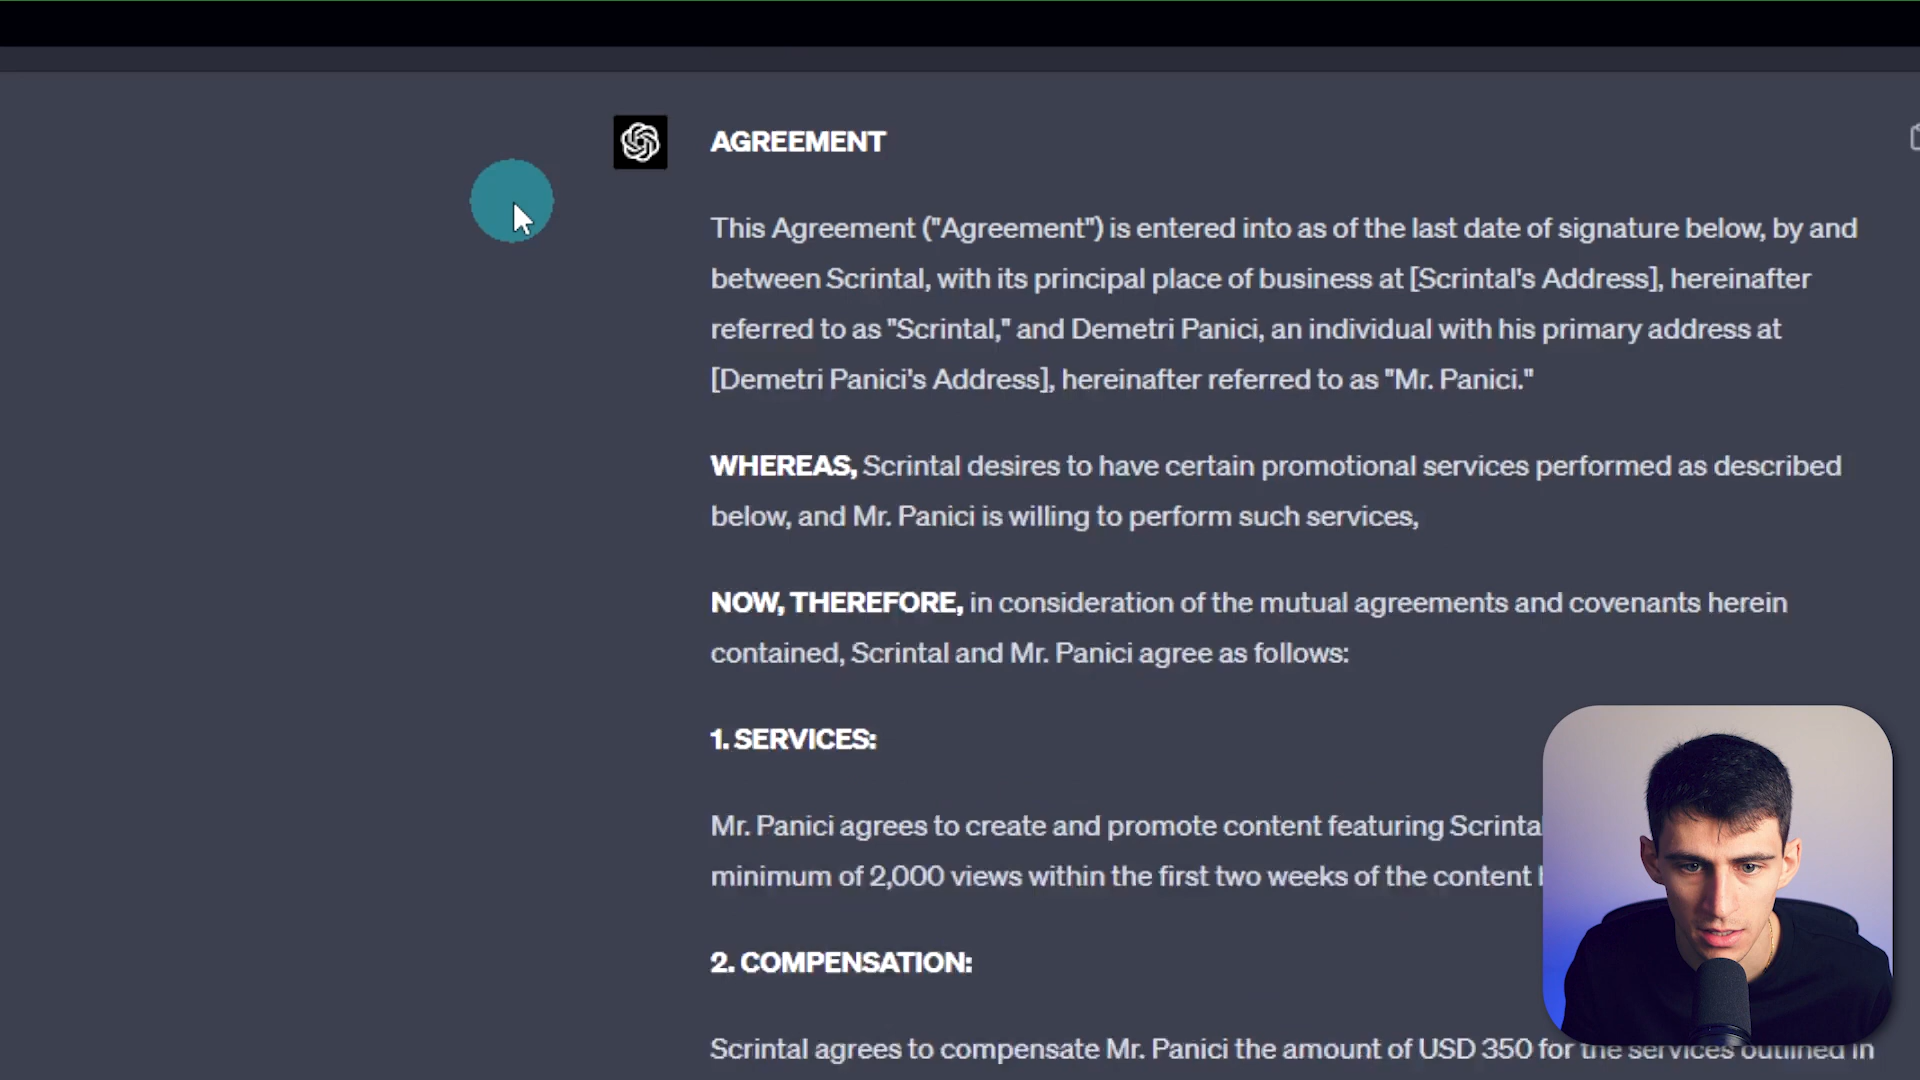 AGREEMENT
This Agreement ("Agreement") is entered into as of the last date of signature below, by and
between Scrintal, with its principal place of business at [Scrintal's Address], hereinafter
referred to as "Scrintal," and Demetri Panici, an individual with his primary address at
[Demetri Panici's Address], hereinafter referred to as "Mr. Panici."
WHEREAS, Scrintal desires to have certain promotional services performed as described
below, and Mr. Panici is willing to perform such services,
NOW, THEREFORE, in consideration of the mutual agreements and covenants herein
contained, Scrintal and Mr. Panici agree as follows:
1. SERVICES:
Mr. Panici agrees to create and promote content featuring
minimum of 2,000 views within the first two weeks of the content
2. COMPENSATION:
Scrintal agrees to compensate Mr. Panici the amount of USD 350 for the services outlined in